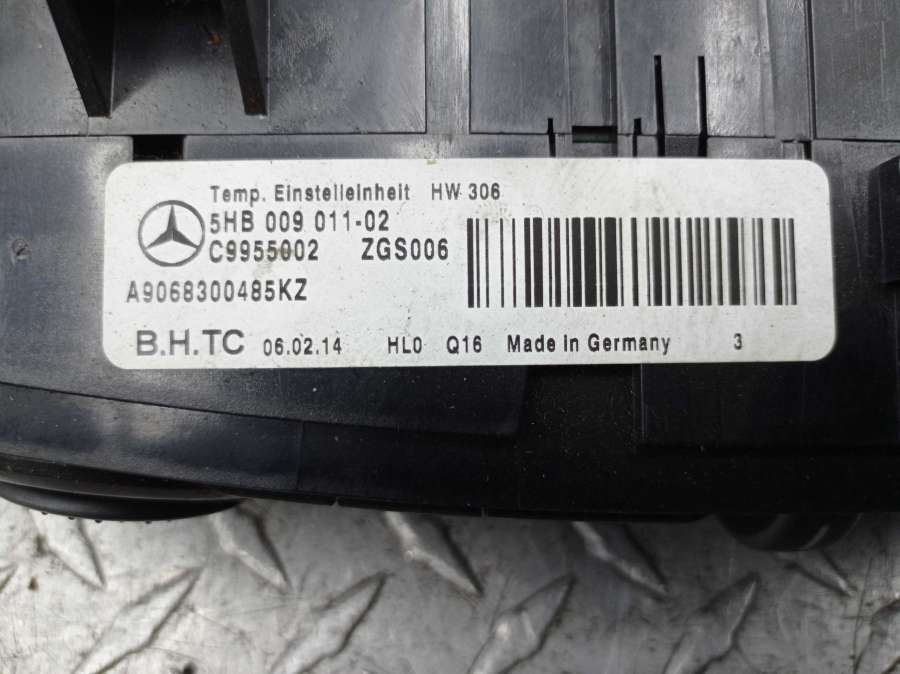 Temp. Einstelleinheit HW 306
5HB 009 011-02
C9955002 ZGS006
A9068300485KZ
B.H.TC 06.02.14 HL0 Q16 Made in Germany 3